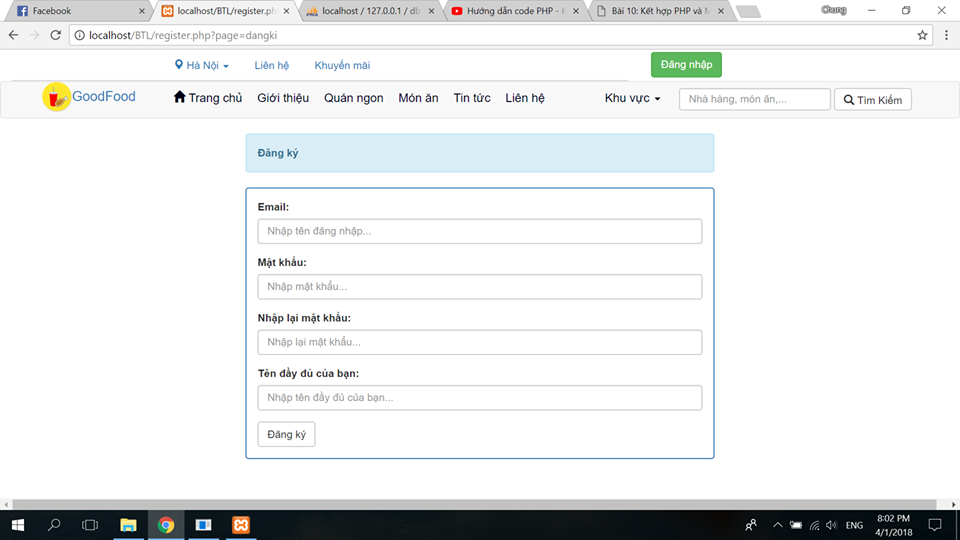 Facebook localhost/BTL/register.ph localhost / 127.0.0.1 / db Hướng dẫn code PHP - K Bài 10: Kết hợp PHP và M Chung
localhost/BTL/register.php?page=dangki
Hà Nội Liên hệ Khuyến mãi Đăng nhập
GoodFood Trang chủ Giới thiệu Quán ngon Món ăn Tin tức Liên hệ Khu vực Nhà hàng, món ăn,... Tìm Kiếm
Đăng ký
Email:
Nhập tên đăng nhập...
Mật khẩu:
Nhập mật khẩu...
Nhập lại mật khẩu:
Nhập lại mật khẩu...
Tên đầy đủ của bạn:
Nhập tên đầy đủ của bạn...
Đăng ký
ENG 8:02 PM
4/1/2018